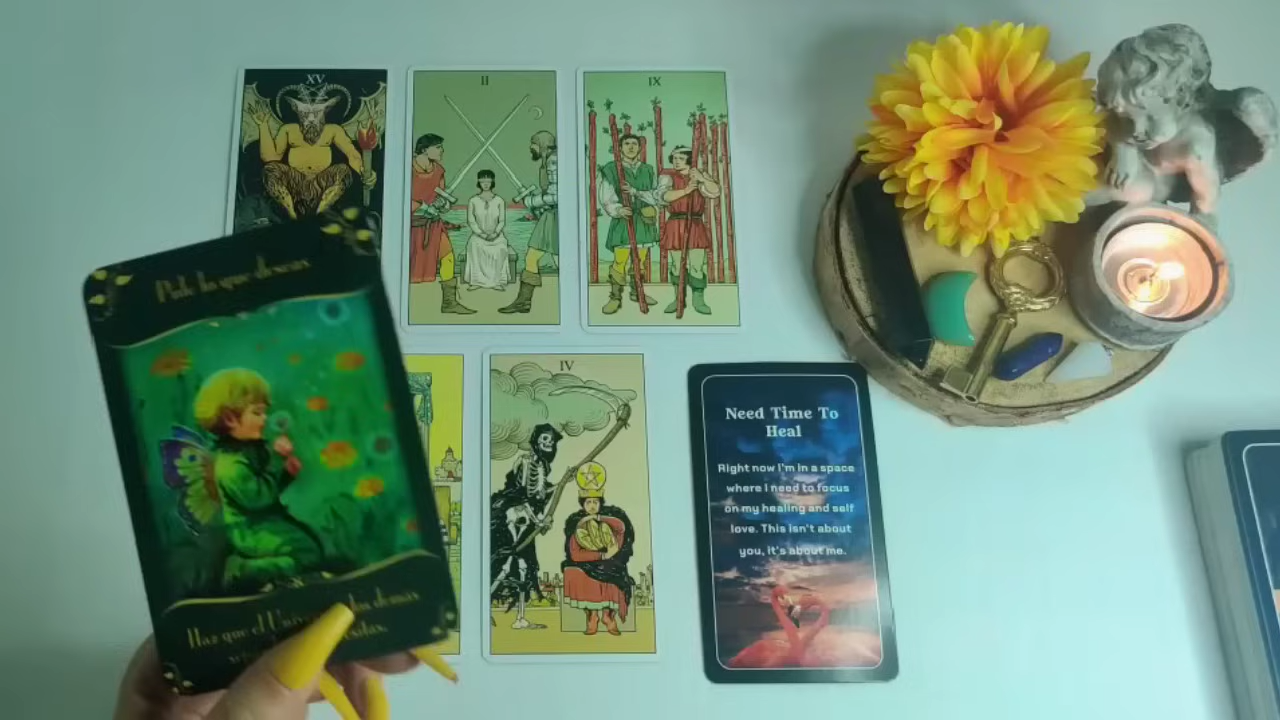 XV
II
IX
Pide lo que deseas
IV
Need Time To
Heal
Right now I'm in a space
where I need to focus
on my healing and self
love. This isn't about
you, it's about me.
Haz que el